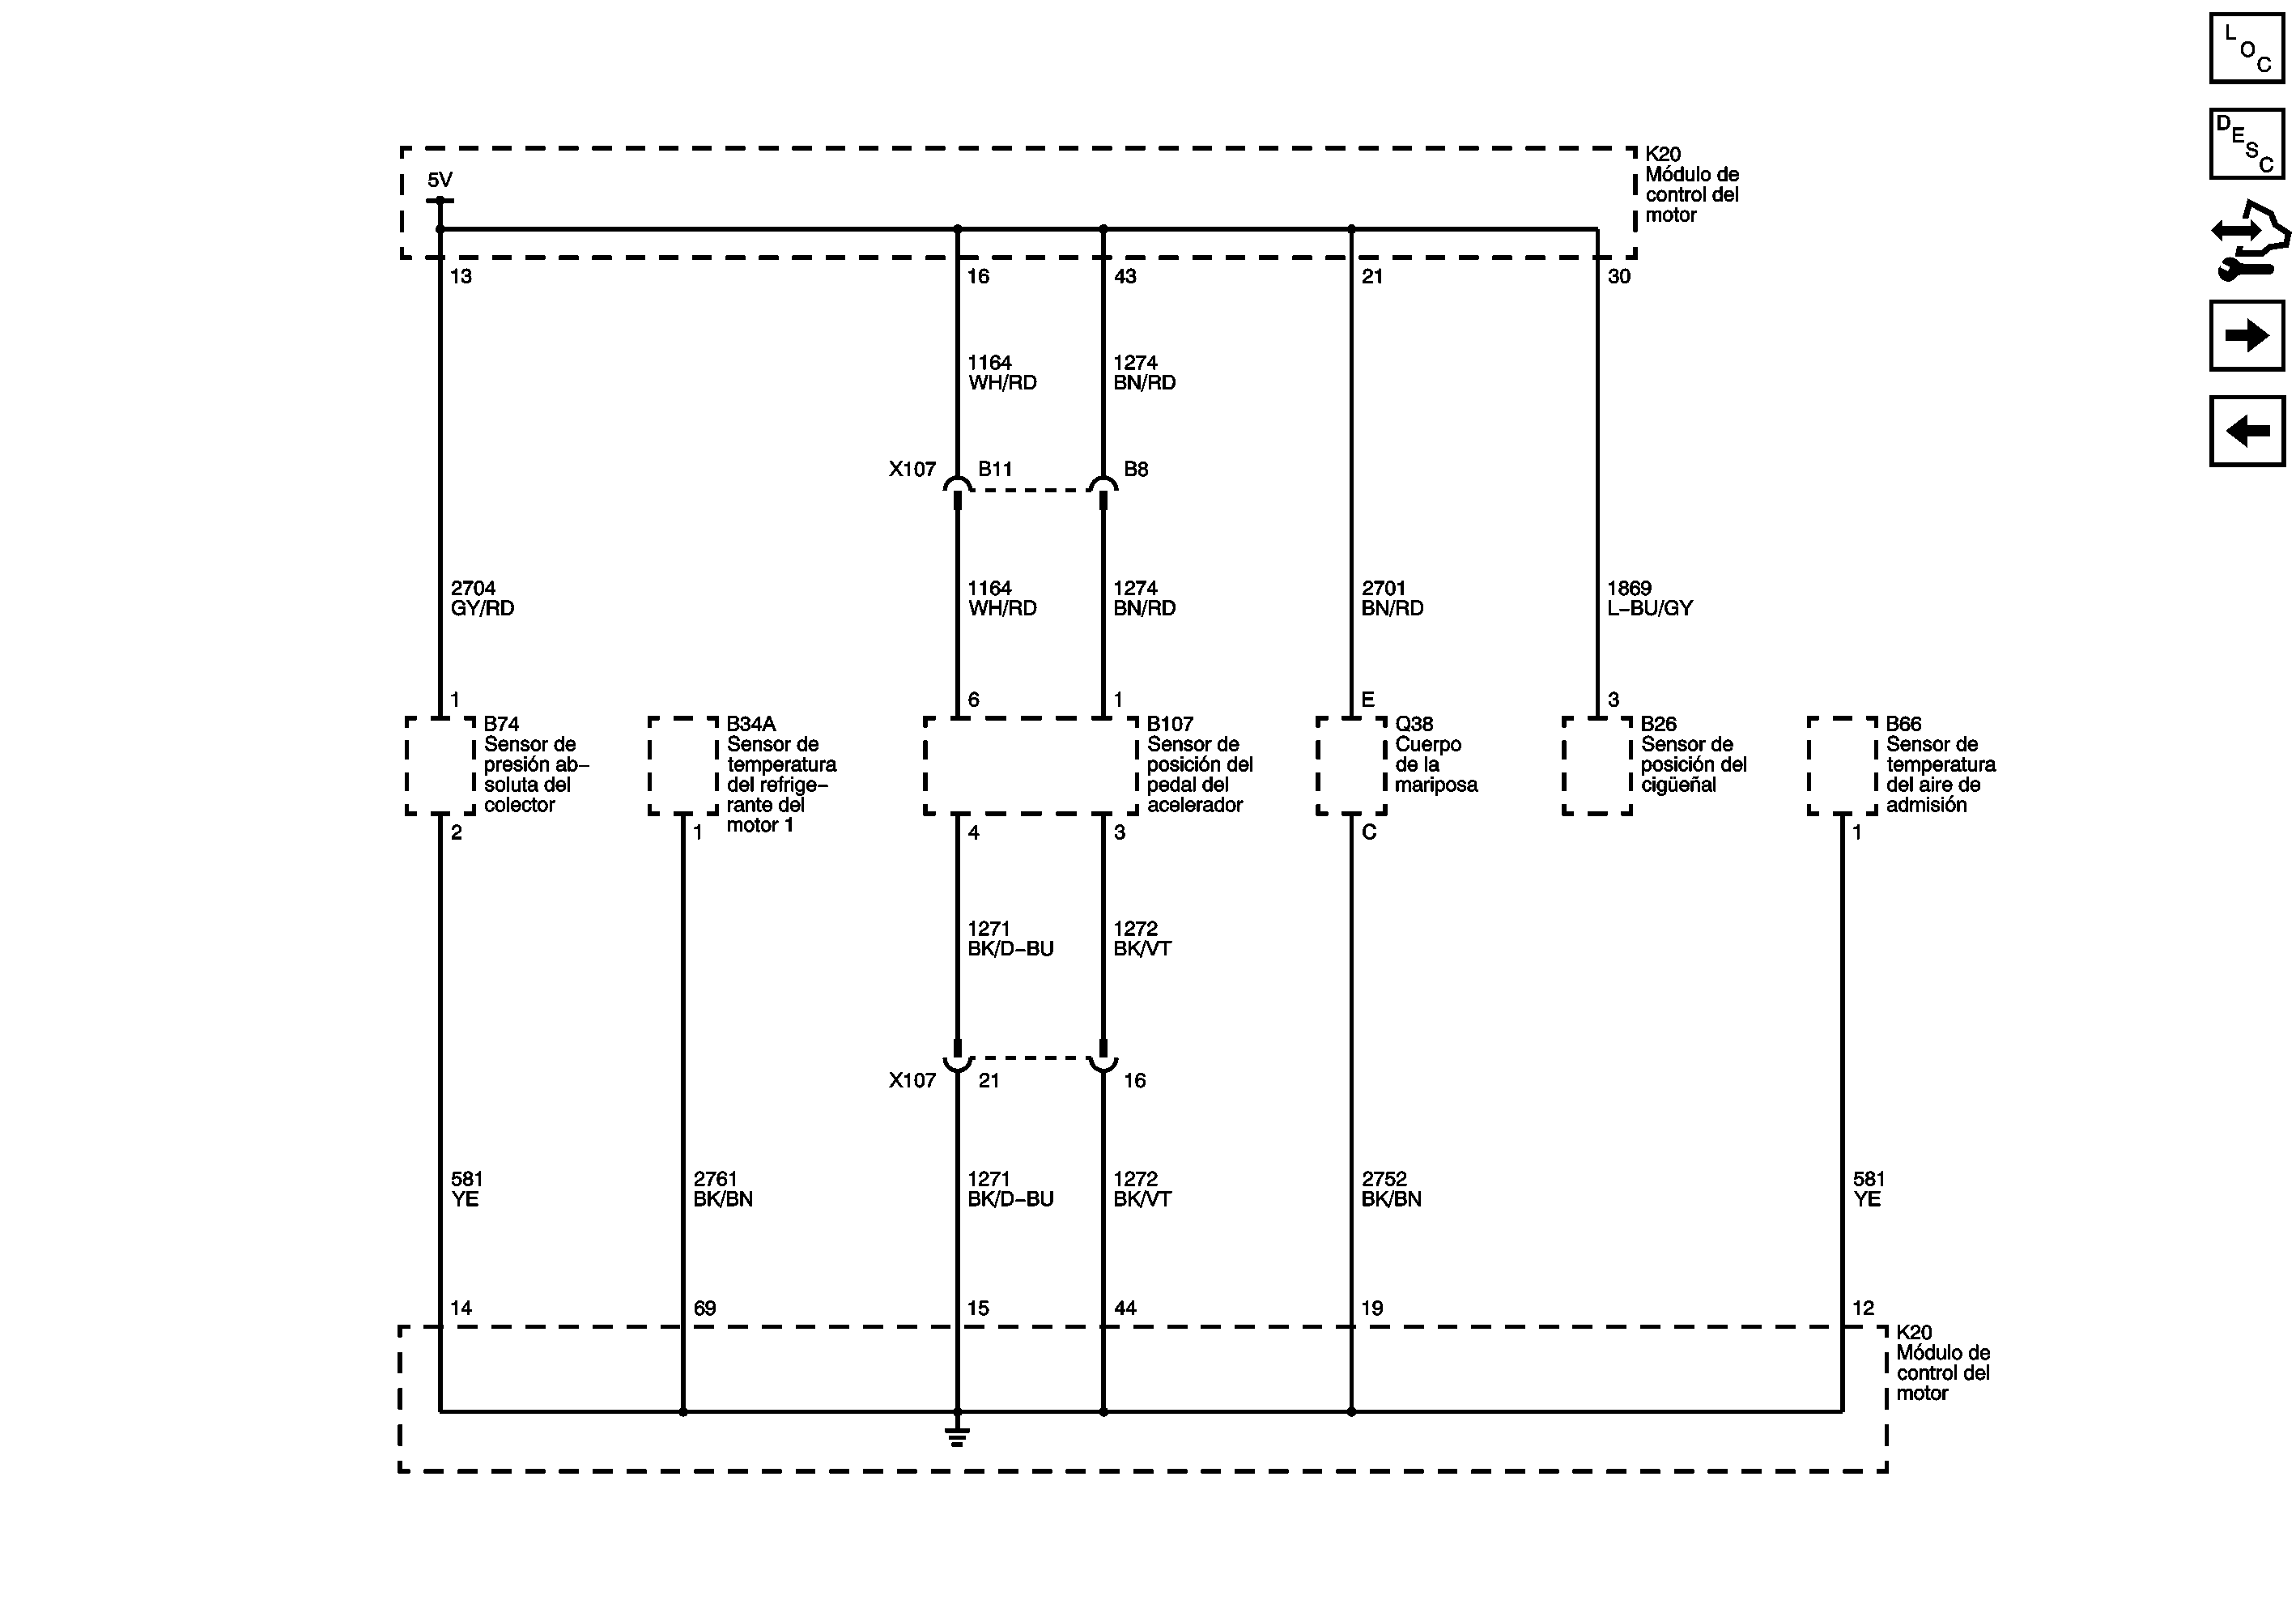 LOC
DESC
K20
Módulo de
control del
motor
5V
13
16
43
21
30
1164
WH/RD
1274
BN/RD
X107
B11
B8
2704
GY/RD
1164
WH/RD
1274
BN/RD
2701
BN/RD
1869
L-BU/GY
1
6
1
E
3
B74
Sensor de
presión ab-
soluta del
colector
B34A
Sensor de
temperatura
del refrige-
rante del
motor 1
B107
Sensor de
posición del
pedal del
acelerador
Q38
Cuerpo
de la
mariposa
B26
Sensor de
posición del
cigüeñal
B66
Sensor de
temperatura
del aire de
admisión
2
1
4
3
C
1
1271
BK/D-BU
1272
BK/VT
X107
21
16
581
YE
2761
BK/BN
1271
BK/D-BU
1272
BK/VT
2752
BK/BN
581
YE
14
69
15
44
19
12
K20
Módulo de
control del
motor